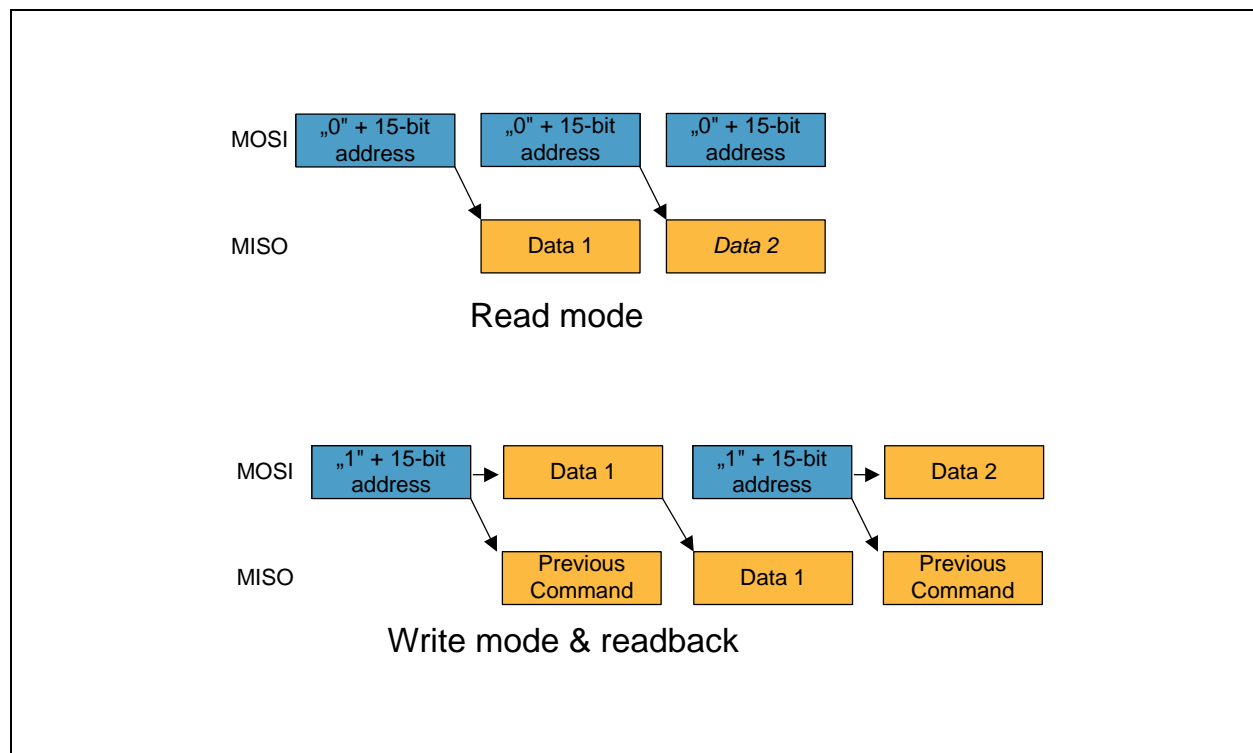 MOSI
„0" + 15-bit
address
„0" + 15-bit
address
„0" + 15-bit
address
MISO
Data 1
Data 2
Read mode
MOSI
„1" + 15-bit
address
Data 1
„1" + 15-bit
address
Data 2
MISO
Previous
Command
Data 1
Previous
Command
Write mode & readback